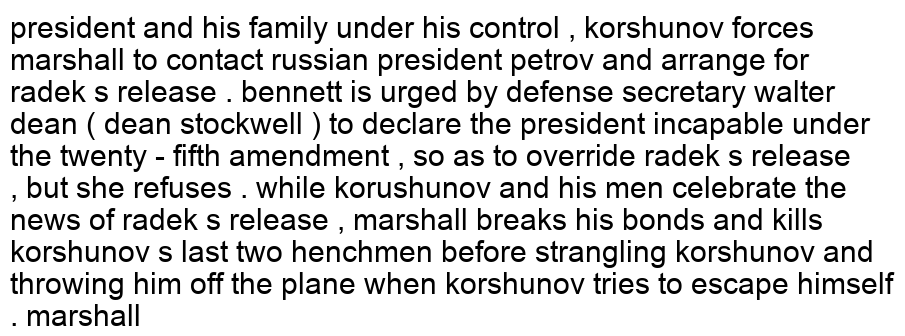 president and his family under his control , korshunov forces
marshall to contact russian president petrov and arrange for
radek s release . bennett is urged by defense secretary walter
dean ( dean stockwell ) to declare the president incapable under
the twenty - fifth amendment , so as to override radek s release
, but she refuses . while korushunov and his men celebrate the
news of radek s release , marshall breaks his bonds and kills
korshunov s last two henchmen before strangling korshunov and
throwing him off the plane when korshunov tries to escape himself
. marshall